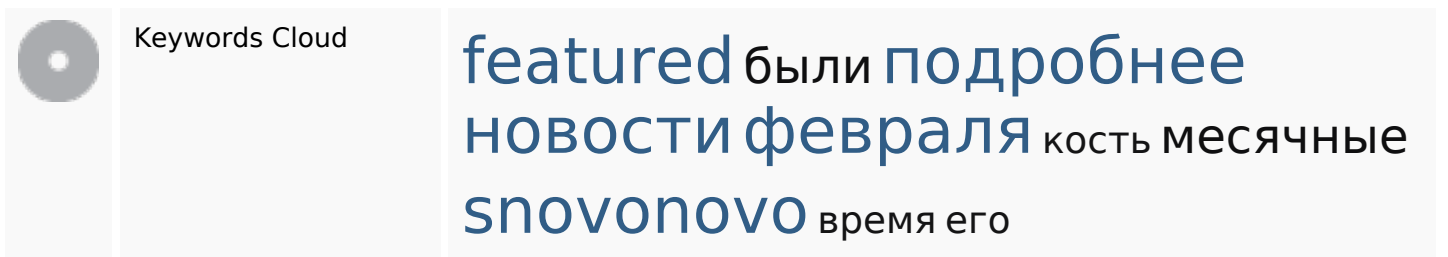 Keywords Cloud
featured были подробнее
новости февраля кость месячные
snovonovo время его